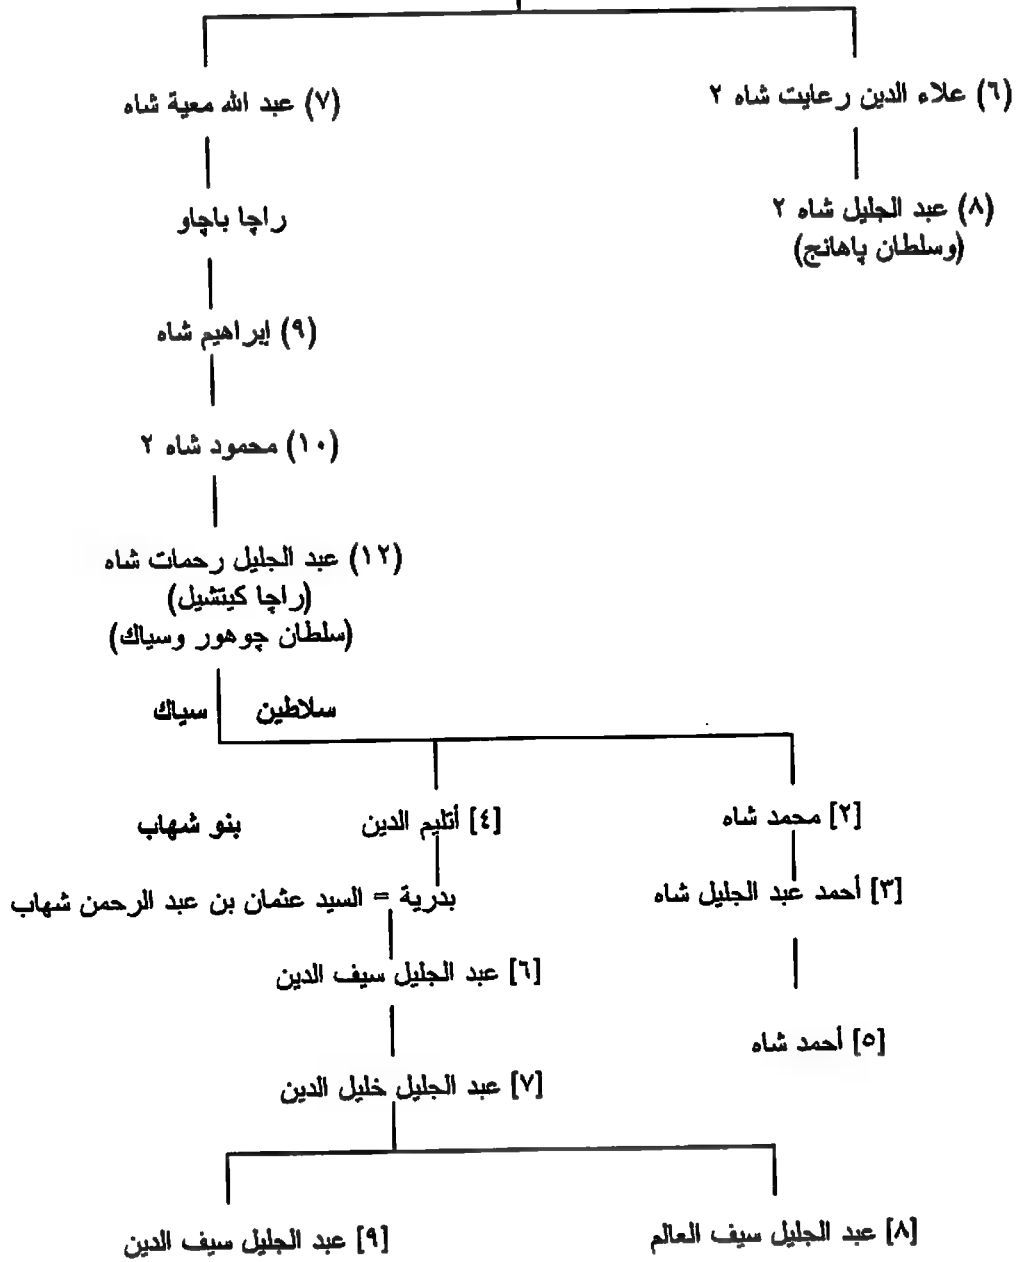 (٦) علاء الدين رعايت شاه ٢
(٧) عبد الله معية شاه
(٨) عبد الجليل شاه ٢
(وسلطان پاهانج)
راچا باچاو
(٩) إبراهيم شاه
(١٠) محمود شاه ٢
(١٢) عبد الجليل رحمات شاه
(راچا كيتشيل)
(سلطان چوهور وسياك)
سلاطين سياك
[٢] محمد شاه
[٤] أتليم الدين
بنو شهاب
[٣] أحمد عبد الجليل شاه
بدرية = السيد عثمان بن عبد الرحمن شهاب
[٦] عبد الجليل سيف الدين
[٥] أحمد شاه
[٧] عبد الجليل خليل الدين
[٨] عبد الجليل سيف العالم
[٩] عبد الجليل سيف الدين